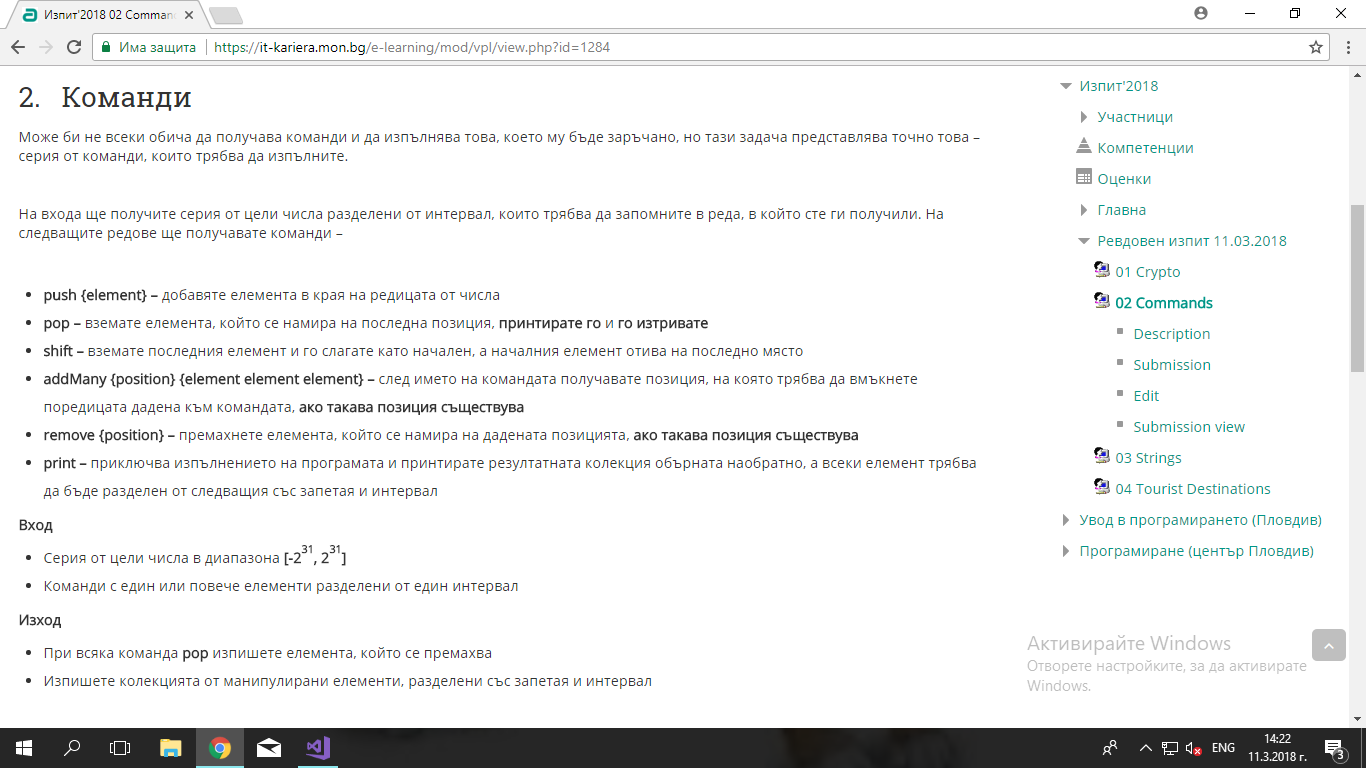 Изпит'2018 02 Comman
Има защита
https://it-kariera.mon.bg/e-learning/mod/vpl/view.php?id=1284
2. Команди
Може би не всеки обича да получава команди и да изпълнява това, което му бъде заръчано, но тази задача представлява точно това –
серия от команди, които трябва да изпълните.
На входа ще получите серия от цели числа разделени от интервал, които трябва да запомните в реда, в който сте ги получили. На
следващите редове ще получавате команди –
• push {element} – добавяте елемента в края на редицата от числа
• pop – вземате елемента, който се намира на последна позиция, принтирате го и го изтривате
• shift – вземате последния елемент и го слагате като начален, а началния елемент отива на последно място
• addMany {position} {element element element} – след името на командата получавате позиция, на която трябва да вмъкнете
поредицата дадена към командата, ако такава позиция съществува
• remove {position} – премахнете елемента, който се намира на дадената позицията, ако такава позиция съществува
• print – приключва изпълнението на програмата и принтирате резултатната колекция обърната наобратно, а всеки елемент трябва
да бъде разделен от следващия със запетая и интервал
Вход
• Серия от цели числа в диапазона [-2^31, 2^31]
• Команди с един или повече елементи разделени от един интервал
Изход
• При всяка команда pop изпишете елемента, който се премахва
• Изпишете колекцията от манипулирани елементи, разделени със запетая и интервал
Изпит'2018
Участници
Компетенции
Оценки
Главна
Ревдовен изпит 11.03.2018
01 Crypto
02 Commands
Description
Submission
Edit
Submission view
03 Strings
04 Tourist Destinations
Увод в програмирането (Пловдив)
Програмиране (център Пловдив)
Активирайте Windows
Отворете настройките, за да активирате
Windows.
ENG
14:22
11.3.2018 г.
3